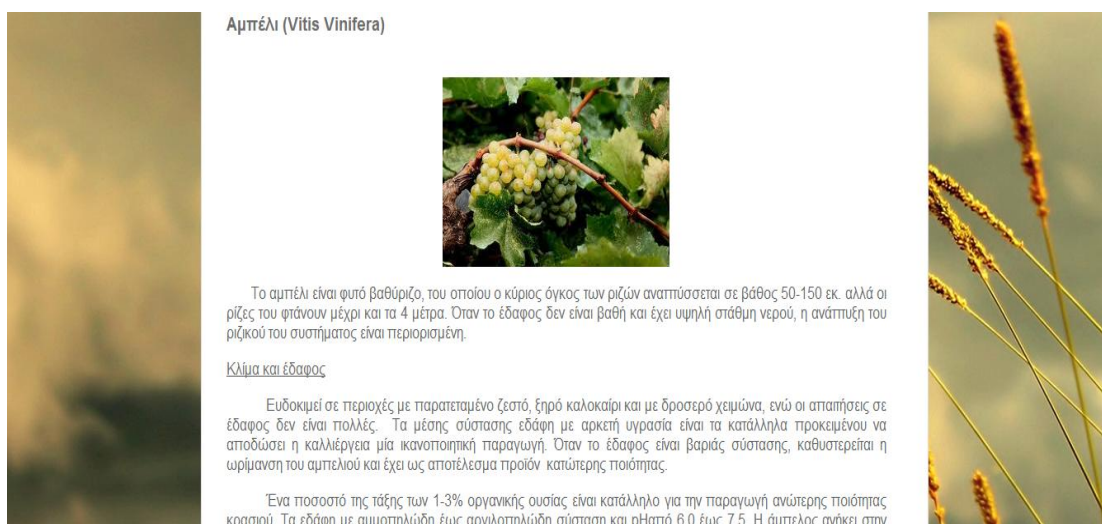 Αμπέλι (Vitis Vinifera)
Το αμπέλι είναι φυτό βαθύριζο, του οποίου ο κύριος όγκος των ριζών αναπτύσσεται σε βάθος 50-150 εκ. αλλά οι
ρίζες του φτάνουν μέχρι και τα 4 μέτρα. Όταν το έδαφος δεν είναι βαθή και έχει υψηλή στάθμη νερού, η ανάπτυξη του
ριζικού του συστήματος είναι περιορισμένη.
Κλίμα και έδαφος
Ευδοκιμεί σε περιοχές με παρατεταμένο ζεστό, ξηρό καλοκαίρι και με δροσερό χειμώνα, ενώ οι απαιτήσεις σε
έδαφος δεν είναι πολλές. Τα μέσης σύστασης εδάφη με αρκετή υγρασία είναι τα κατάλληλα προκειμένου να
αποδώσει η καλλιέργεια μία ικανοποιητική παραγωγή. Όταν το έδαφος είναι βαριάς σύστασης, καθυστερείται η
ωρίμανση του αμπελιού και έχει ως αποτέλεσμα προϊόν κατώτερης ποιότητας.
Ένα ποσοστό της τάξης των 1-3% οργανικής ουσίας είναι κατάλληλο για την παραγωγή ανώτερης ποιότητας
κρασιού. Τα εδάφη με αμμοπηλώδη έως αργιλοπηλώδη σύσταση και pHαπό 6,0 έως 7,5. Η άμπελος ανήκει στην